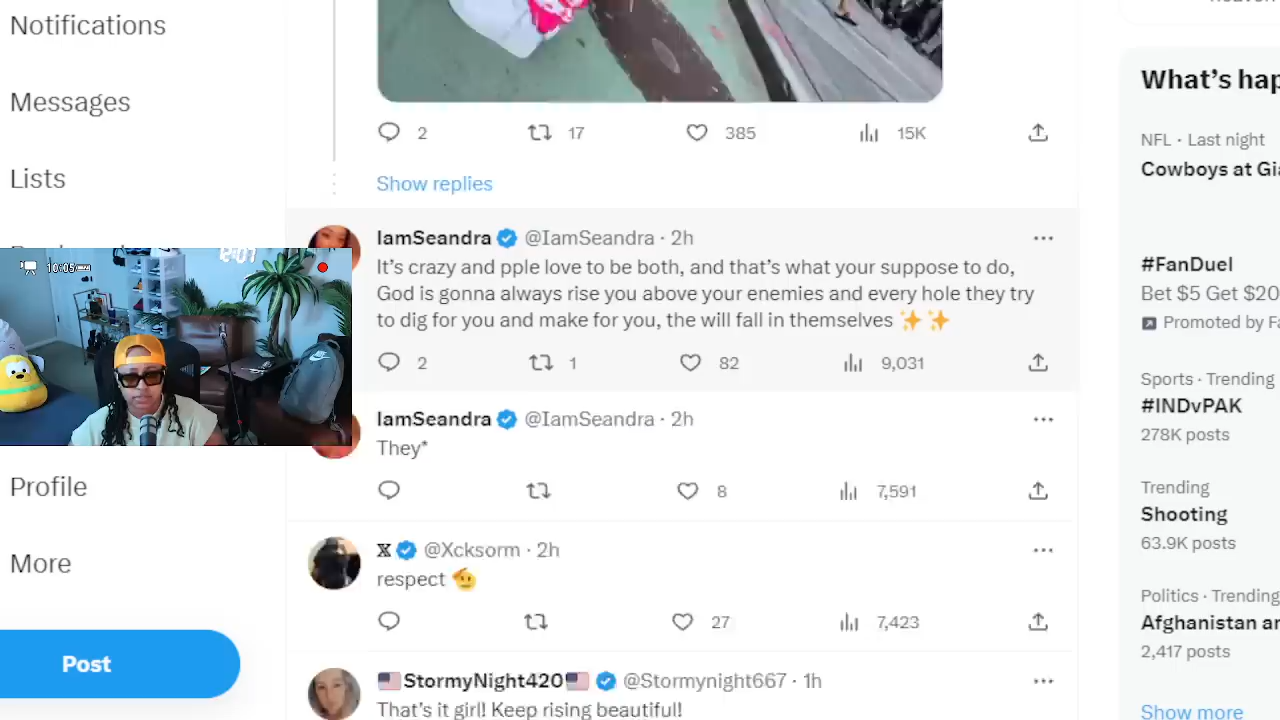 Notifications
Messages
Lists
Profile
More
Post
10:05
2 17 385 15K
Show replies
IamSeandra @IamSeandra · 2h
It's crazy and pple love to be both, and that's what your suppose to do,
God is gonna always rise you above your enemies and every hole they try
to dig for you and make for you, the will fall in themselves ✨✨
2 1 82 9,031
IamSeandra @IamSeandra · 2h
They*
8 7,591
𝕏 @Xcksorm · 2h
respect 🫡
27 7,423
🇺🇸StormyNight420🇺🇸 @Stormynight667 · 1h
That's it girl! Keep rising beautiful!
What's hap
NFL · Last night
Cowboys at Gia
#FanDuel
Bet $5 Get $20
Promoted by Fa
Sports · Trending
#INDvPAK
278K posts
Trending
Shooting
63.9K posts
Politics · Trending
Afghanistan an
2,417 posts
Show more